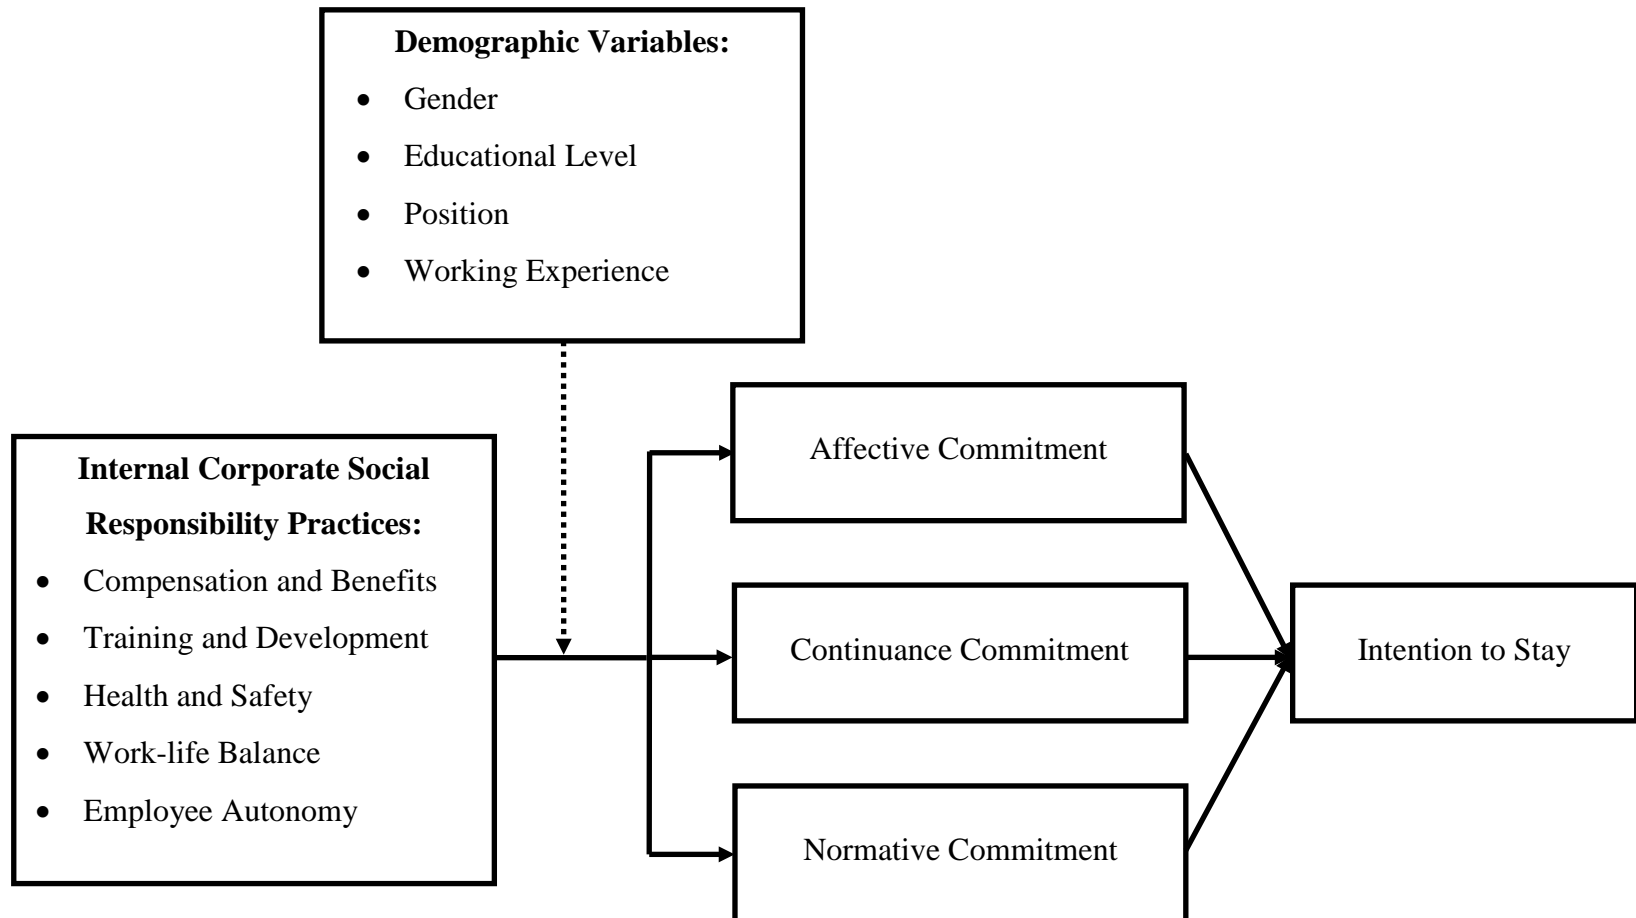 Demographic Variables:
• Gender
• Educational Level
• Position
• Working Experience
Internal Corporate Social
Responsibility Practices:
• Compensation and Benefits
• Training and Development
• Health and Safety
• Work-life Balance
• Employee Autonomy
Affective Commitment
Continuance Commitment
Normative Commitment
Intention to Stay